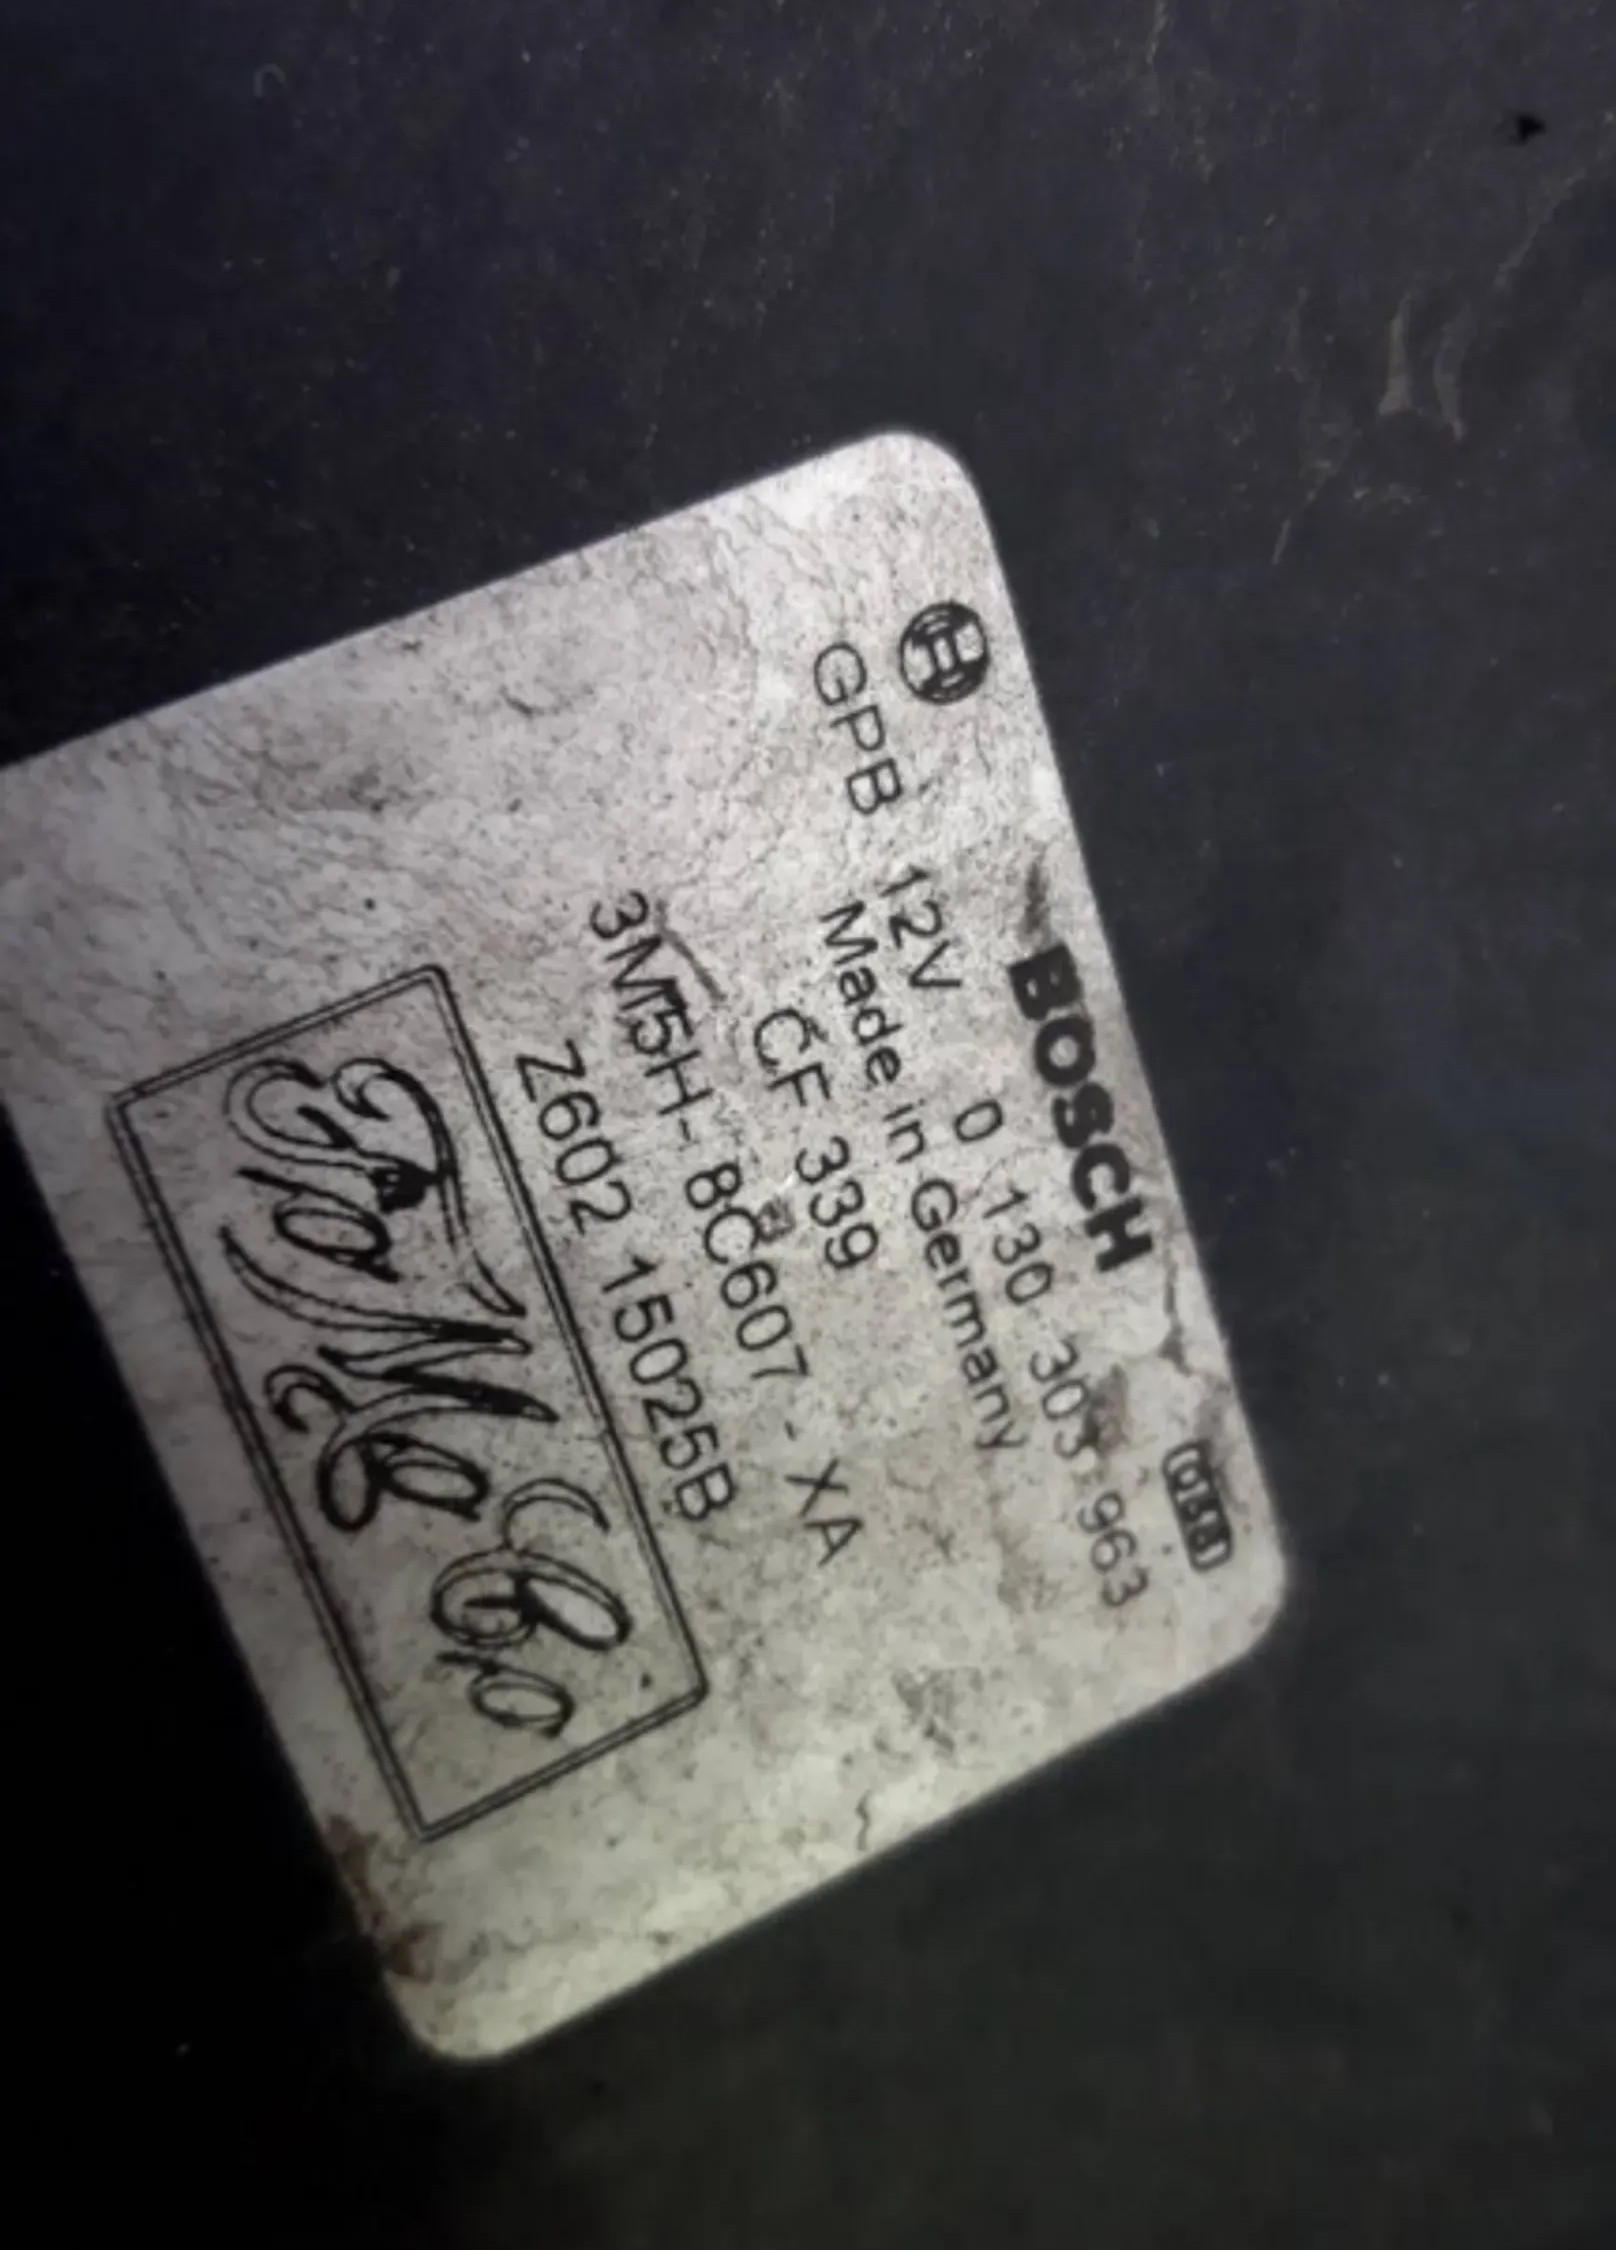 BOSCH
GPB 12V 0 130 303 963
Made in Germany
CF 339
3M5H-8C607-XA
Z602 15025B